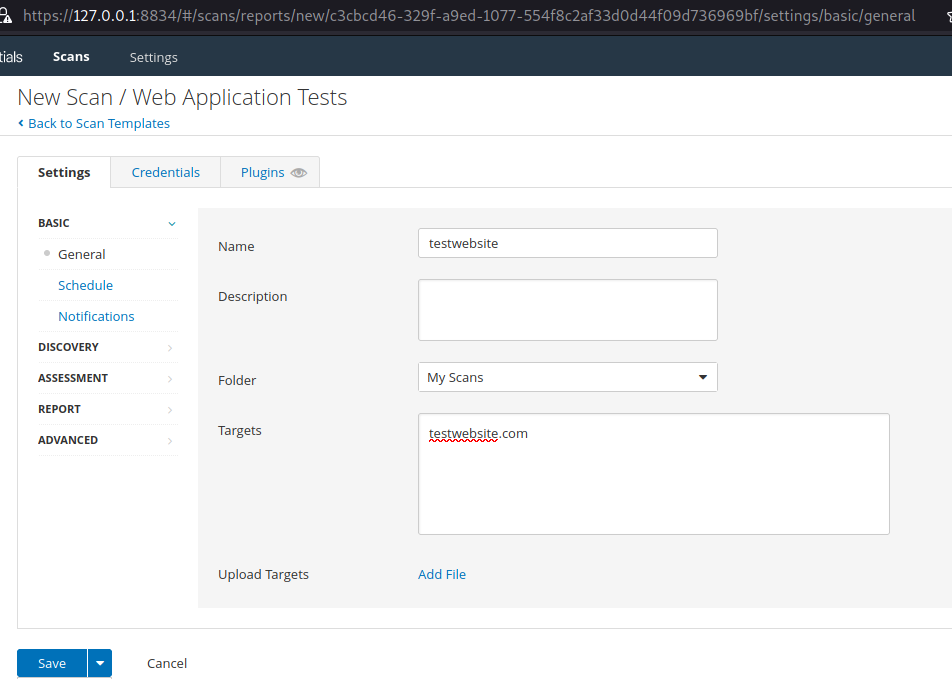 https://127.0.0.1:8834/#/scans/reports/new/c3cbcd46-329f-a9ed-1077-554f8c2af33d0d44f09d736969bf/settings/basic/general
tials Scans Settings
New Scan / Web Application Tests
Back to Scan Templates
Settings Credentials Plugins
BASIC
General
Schedule
Notifications
DISCOVERY
ASSESSMENT
REPORT
ADVANCED
Name testwebsite
Description
Folder My Scans
Targets testwebsite.com
Upload Targets Add File
Save Cancel